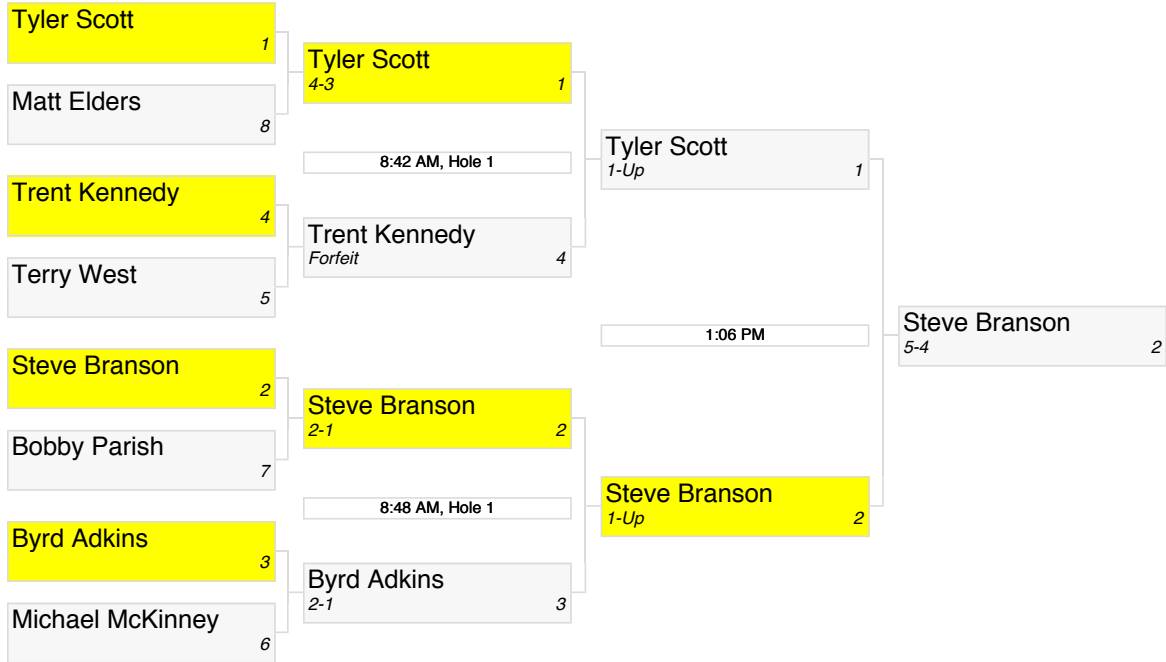 Tyler Scott
1
Matt Elders
8
Trent Kennedy
4
Terry West
5
Steve Branson
2
Bobby Parish
7
Byrd Adkins
3
Michael McKinney
6
Tyler Scott
4-3 1
8:42 AM, Hole 1
Trent Kennedy
Forfeit 4
Steve Branson
2-1 2
8:48 AM, Hole 1
Byrd Adkins
2-1 3
Tyler Scott
1-Up 1
1:06 PM
Steve Branson
1-Up 2
Steve Branson
5-4 2